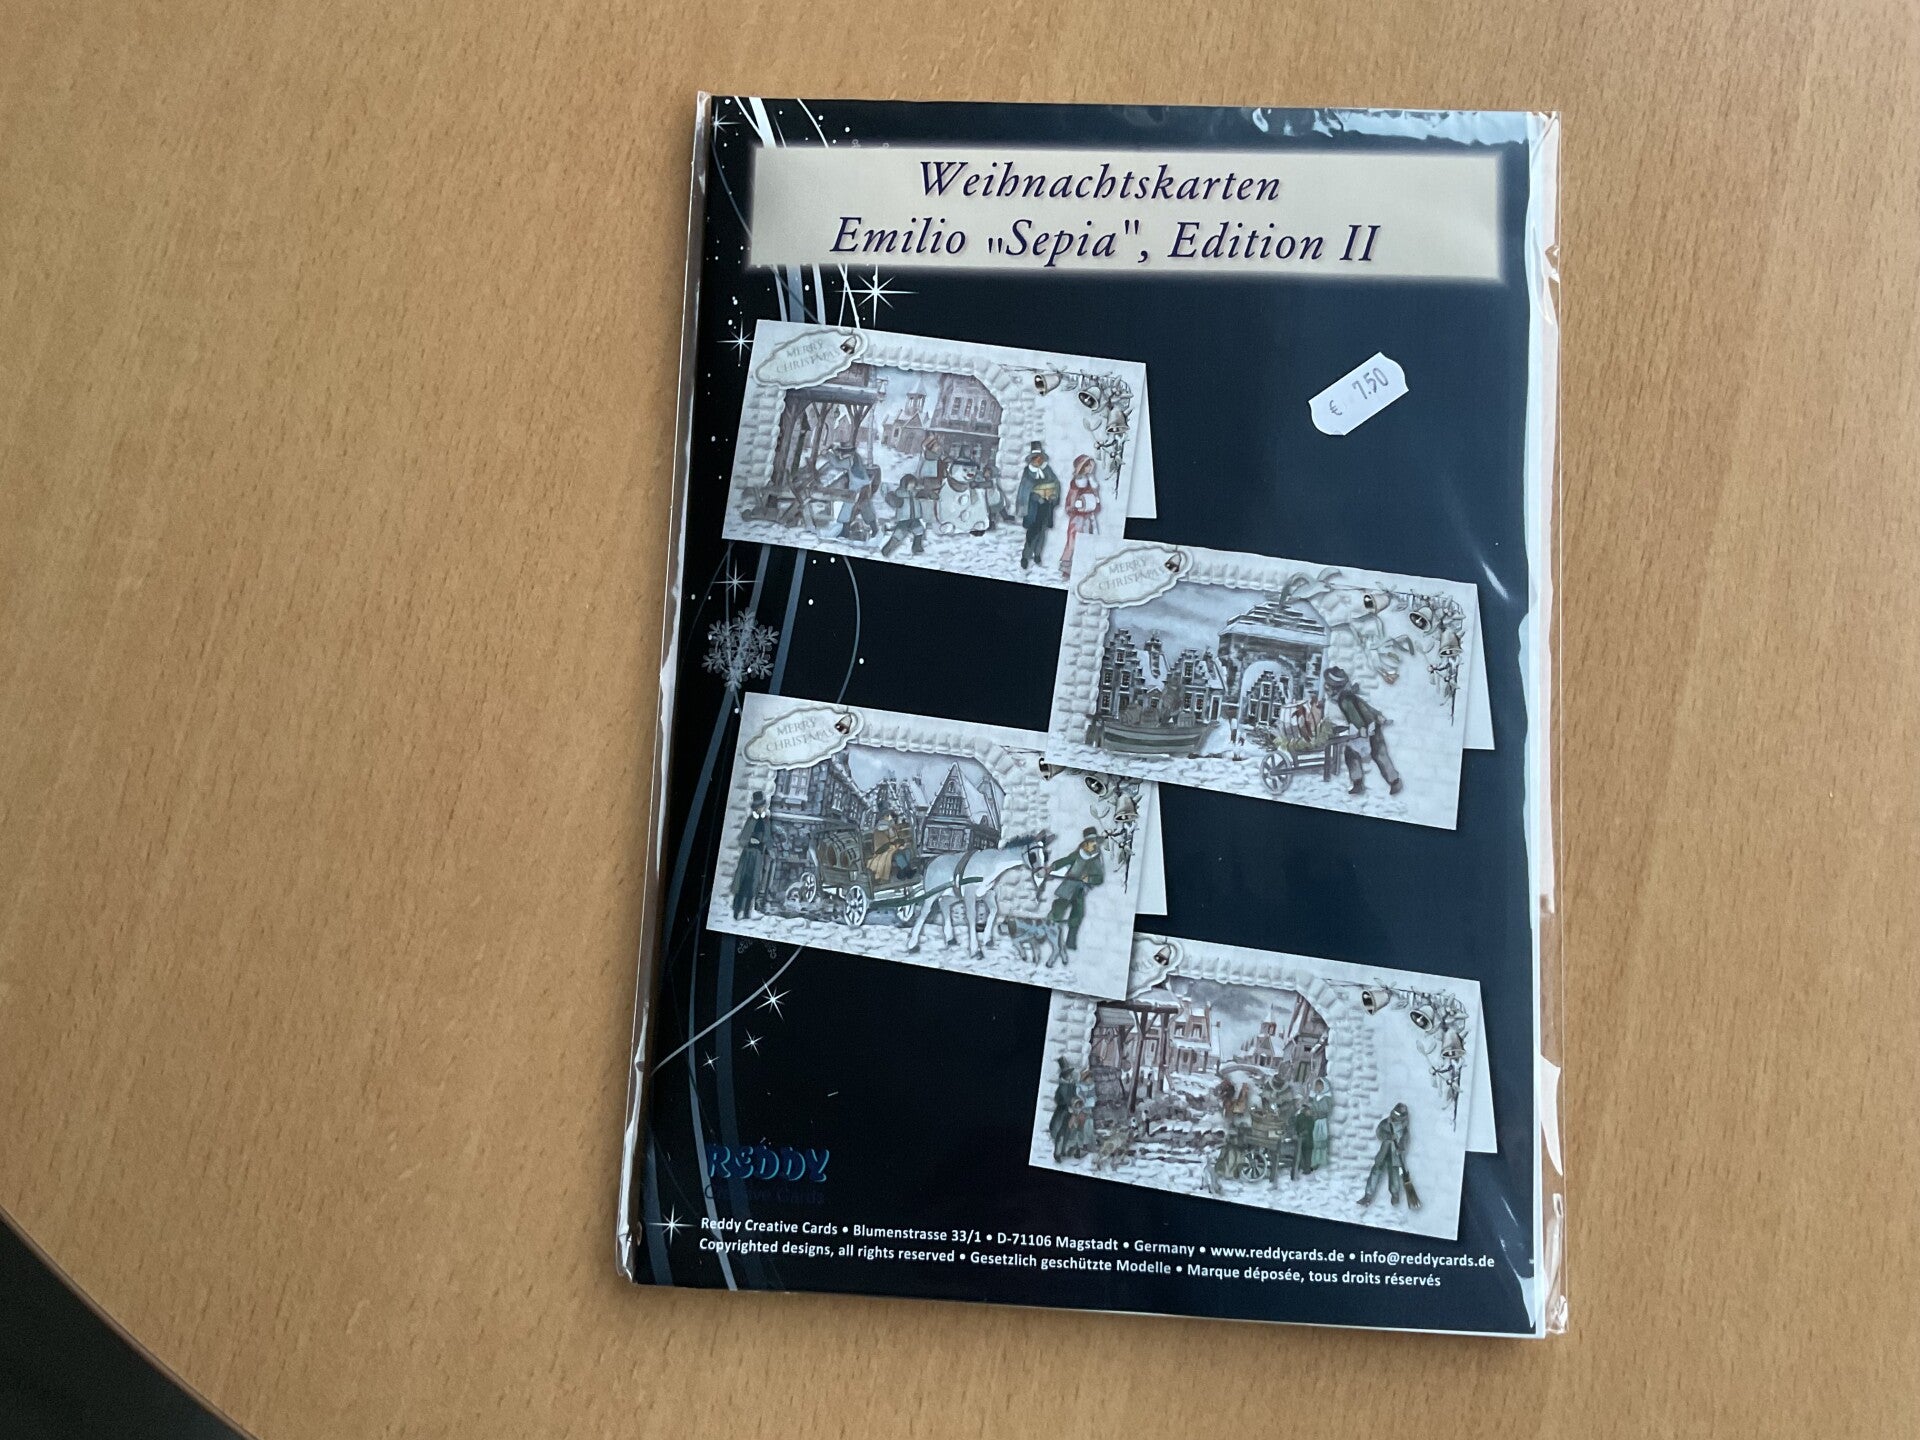 Weihnachtskarten
Emilio „Sepia", Edition II
€ 7.50
MERRY
CHRISTMAS
MERRY
CHRISTMAS
MERRY
CHRISTMAS
REDDY
Creative Cards
Reddy Creative Cards • Blumenstrasse 33/1 • D-71106 Magstadt • Germany • www.reddycards.de • info@reddycards.de
Copyrighted designs, all rights reserved • Gesetzlich geschützte Modelle • Marque déposée, tous droits réservés